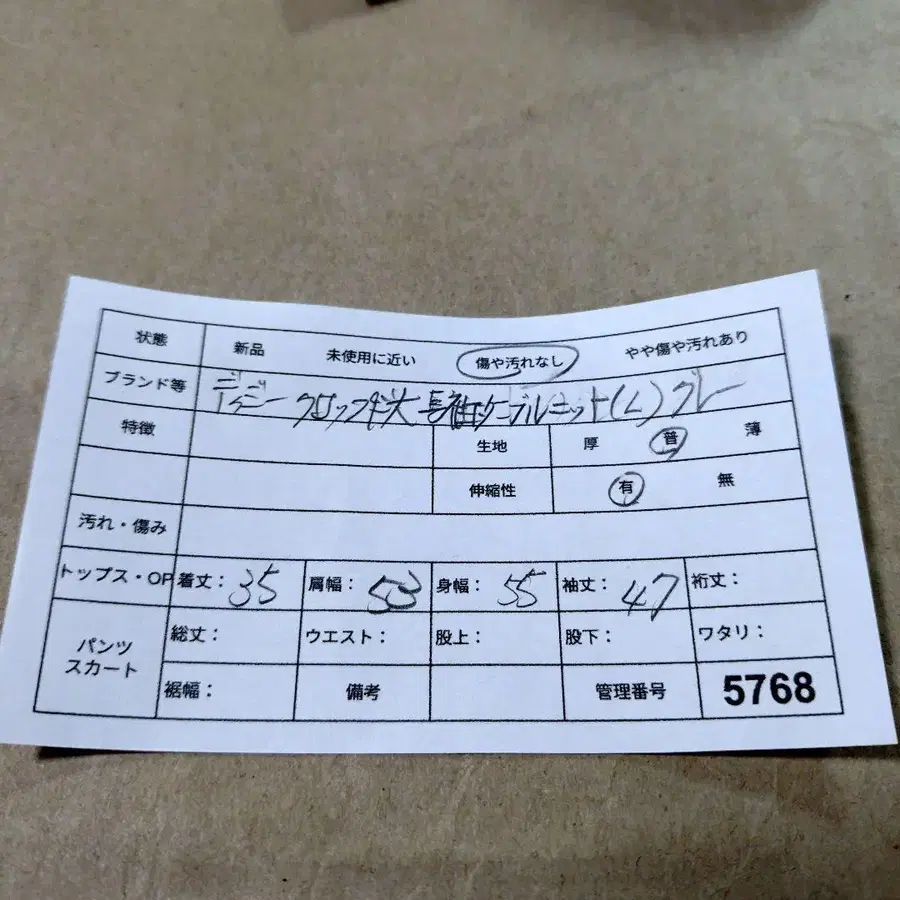 状態 新品 未使用に近い 傷や汚れなし やや傷や汚れあり
ブランド等 クロップド丈 長袖ケーブルニット(L)グレー
特徴 生地 厚 普 薄
伸縮性 有 無
汚れ・傷み
トップス・OP 着丈: 35 肩幅: 53 身幅: 55 袖丈: 47 裄丈:
パンツ スカート 総丈: ウエスト: 股上: 股下: ワタリ:
裾幅: 備考 管理番号 5768